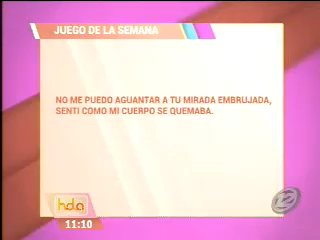 JUEGO DE LA SEMANA
NO ME PUEDO AGUANTAR A TU MIRADA EMBRUJADA,
SENTI COMO MI CUERPO SE QUEMABA.
hda
11:10
12